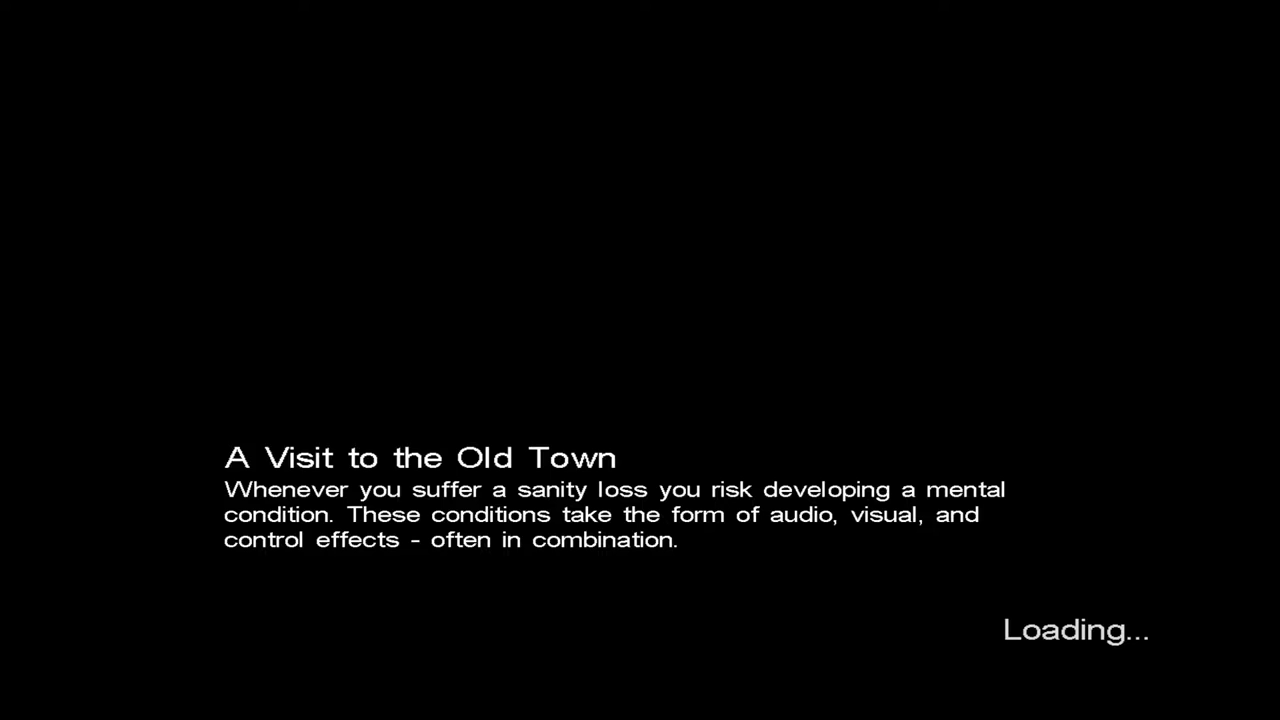 A Visit to the Old Town
Whenever you suffer a sanity loss you risk developing a mental
condition. These conditions take the form of audio, visual, and
control effects - often in combination.
Loading...